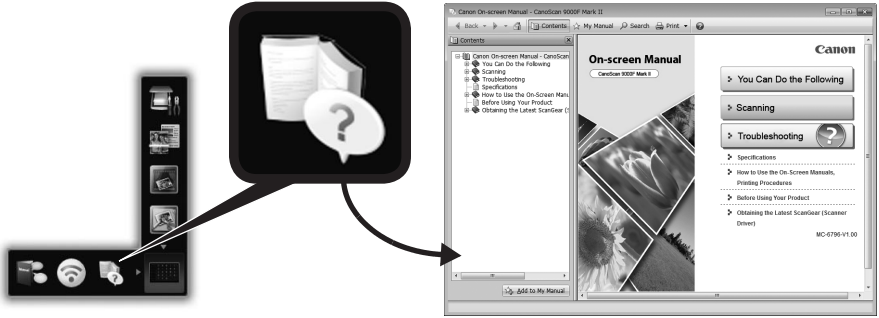 Canon On-screen Manual - CanoScan 9000F Mark II
Back
Contents
My Manual
Search
Print
Contents
Canon On-screen Manual - CanoScan
You Can Do the Following
Scanning
Troubleshooting
Specifications
How to Use the On-Screen Manu
Before Using Your Product
Obtaining the Latest ScanGear (S
Add to My Manual
On-screen Manual
CanoScan 9000F Mark II
Canon
You Can Do the Following
Scanning
Troubleshooting
?
Specifications
How to Use the On-Screen Manuals,
Printing Procedures
Before Using Your Product
Obtaining the Latest ScanGear (Scanner
Driver)
MC-6796-V1.00
?